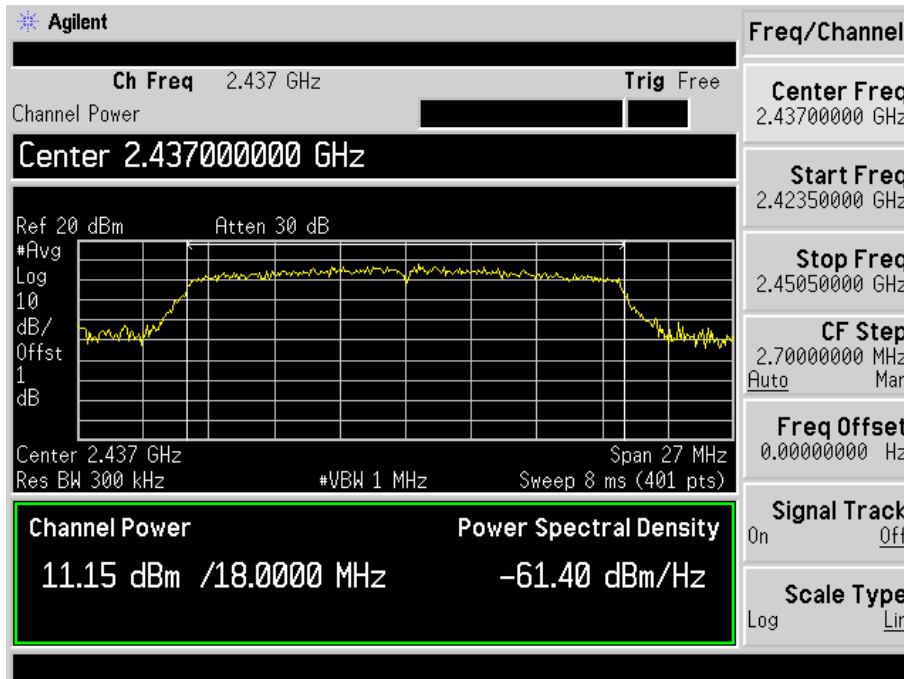 Agilent
Freq/Channel
Ch Freq 2.437 GHz Trig Free
Channel Power
Center 2.437000000 GHz
Ref 20 dBm Atten 30 dB
#Avg
Log
10
dB/
Offst
1
dB
Center 2.437 GHz Span 27 MHz
Res BW 300 kHz #VBW 1 MHz Sweep 8 ms (401 pts)
Channel Power Power Spectral Density
11.15 dBm /18.0000 MHz -61.40 dBm/Hz
Center Freq
2.43700000 GHz
Start Freq
2.42350000 GHz
Stop Freq
2.45050000 GHz
CF Step
2.70000000 MHz
Auto Man
Freq Offset
0.00000000 Hz
Signal Track
On Off
Scale Type
Log Lin